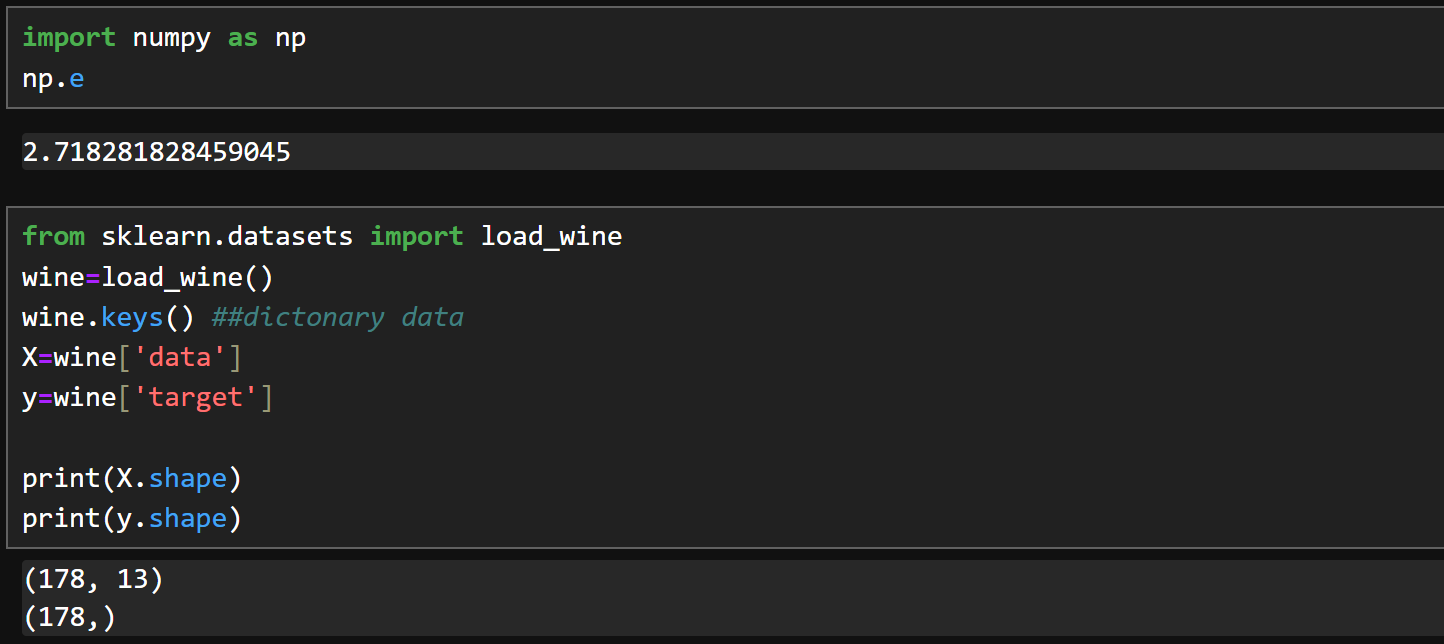 import numpy as np
np.e
2.718281828459045
from sklearn.datasets import load_wine
wine=load_wine()
wine.keys() ##dictonary data
X=wine['data']
y=wine['target']
print(X.shape)
print(y.shape)
(178, 13)
(178,)